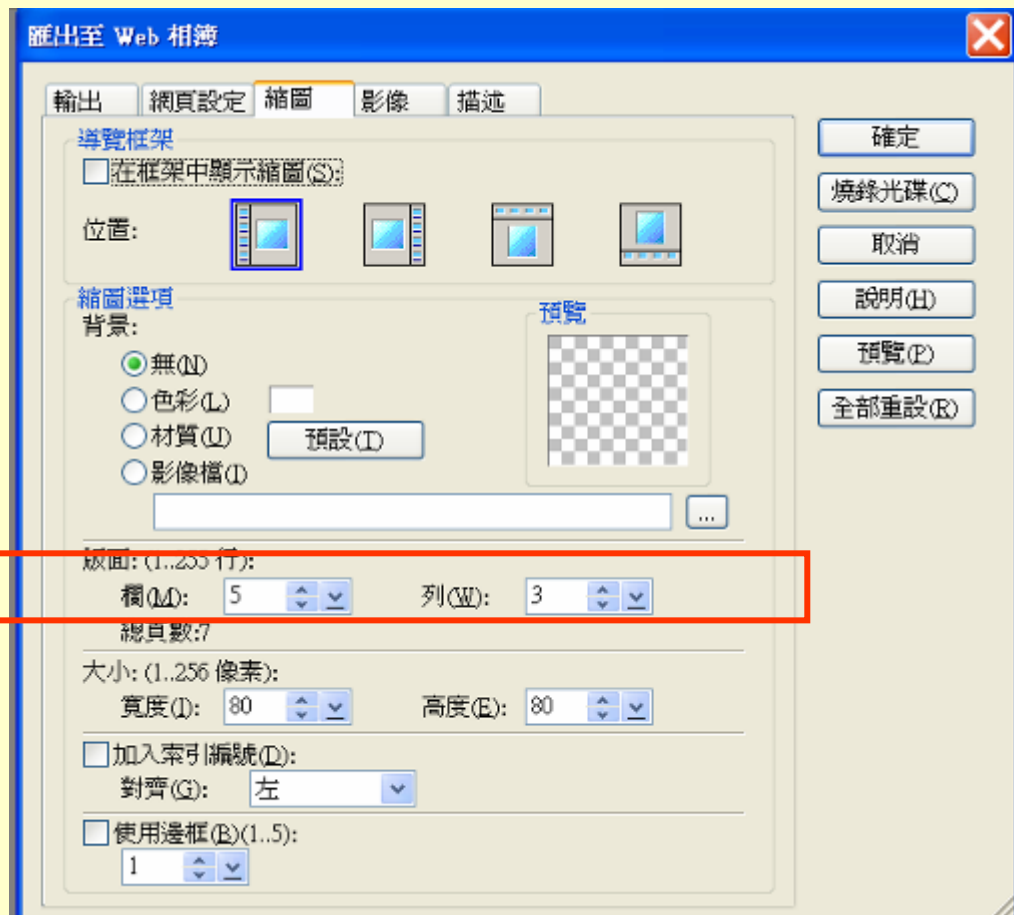 匯出至 Web 相簿
輸出 網頁設定 縮圖 影像 描述
導覽框架
在框架中顯示縮圖(S):
位置:
縮圖選項
背景:
預覽
無(N)
色彩(L)
材質(U) 預設(T)
影像檔(I)
...
版面: (1..255 行):
欄(M): 5 列(W): 3
總頁數:7
大小: (1..256 像素):
寬度(I): 80 高度(E): 80
加入索引編號(D):
對齊(G): 左
使用邊框(B)(1..5):
1
確定
燒錄光碟(C)
取消
說明(H)
預覽(P)
全部重設(R)